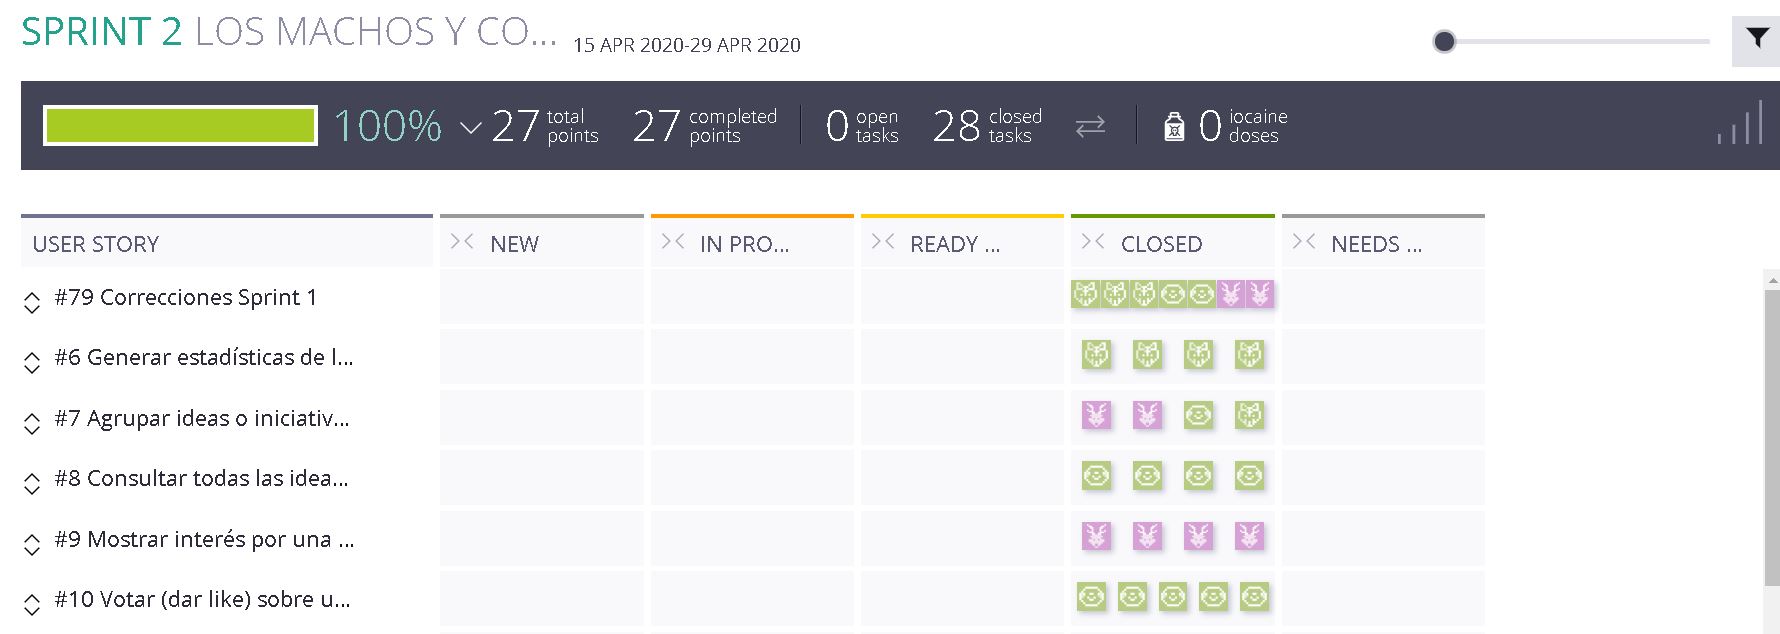 SPRINT 2 LOS MACHOS Y CO... 15 APR 2020-29 APR 2020
100% 27 total points 27 completed points 0 open tasks 28 closed tasks 0 iocaine doses
USER STORY NEW IN PRO... READY ... CLOSED NEEDS ...
#79 Correcciones Sprint 1
#6 Generar estadísticas de l...
#7 Agrupar ideas o iniciativ...
#8 Consultar todas las idea...
#9 Mostrar interés por una ...
#10 Votar (dar like) sobre u...